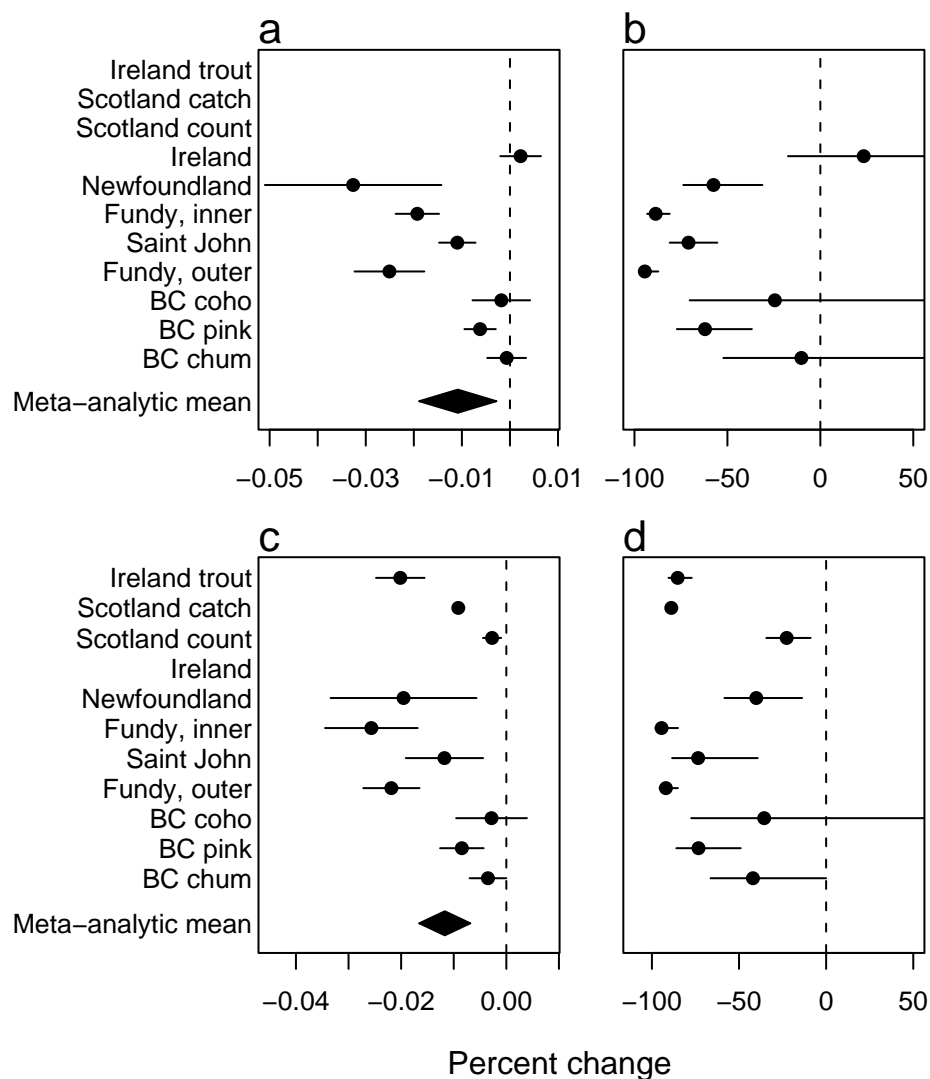 a
b
Ireland trout
Scotland catch
Scotland count
Ireland
Newfoundland
Fundy, inner
Saint John
Fundy, outer
BC coho
BC pink
BC chum
Meta−analytic mean
−0.05 −0.03 −0.01 0.01
−100 −50 0 50
c
d
Ireland trout
Scotland catch
Scotland count
Ireland
Newfoundland
Fundy, inner
Saint John
Fundy, outer
BC coho
BC pink
BC chum
Meta−analytic mean
−0.04 −0.02 0.00
−100 −50 0 50
Percent change